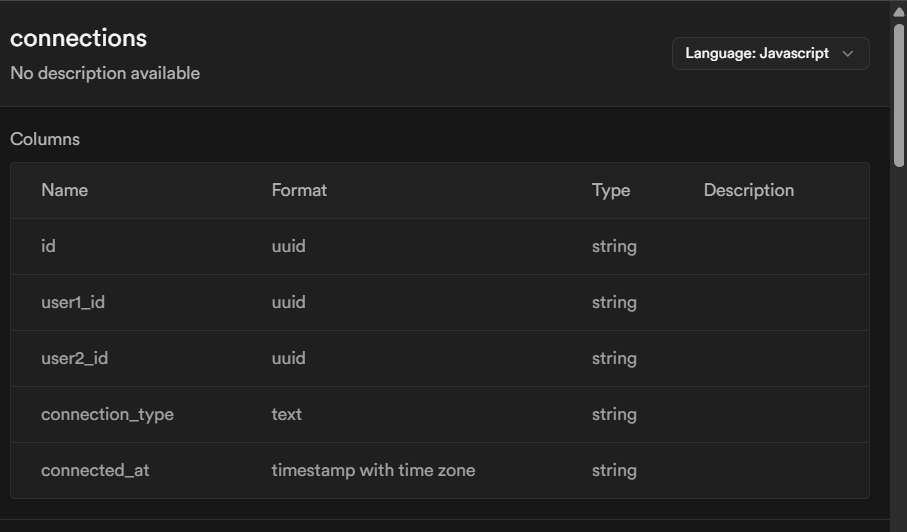 connections
No description available
Language: Javascript
Columns
Name Format Type Description
id uuid string
user1_id uuid string
user2_id uuid string
connection_type text string
connected_at timestamp with time zone string